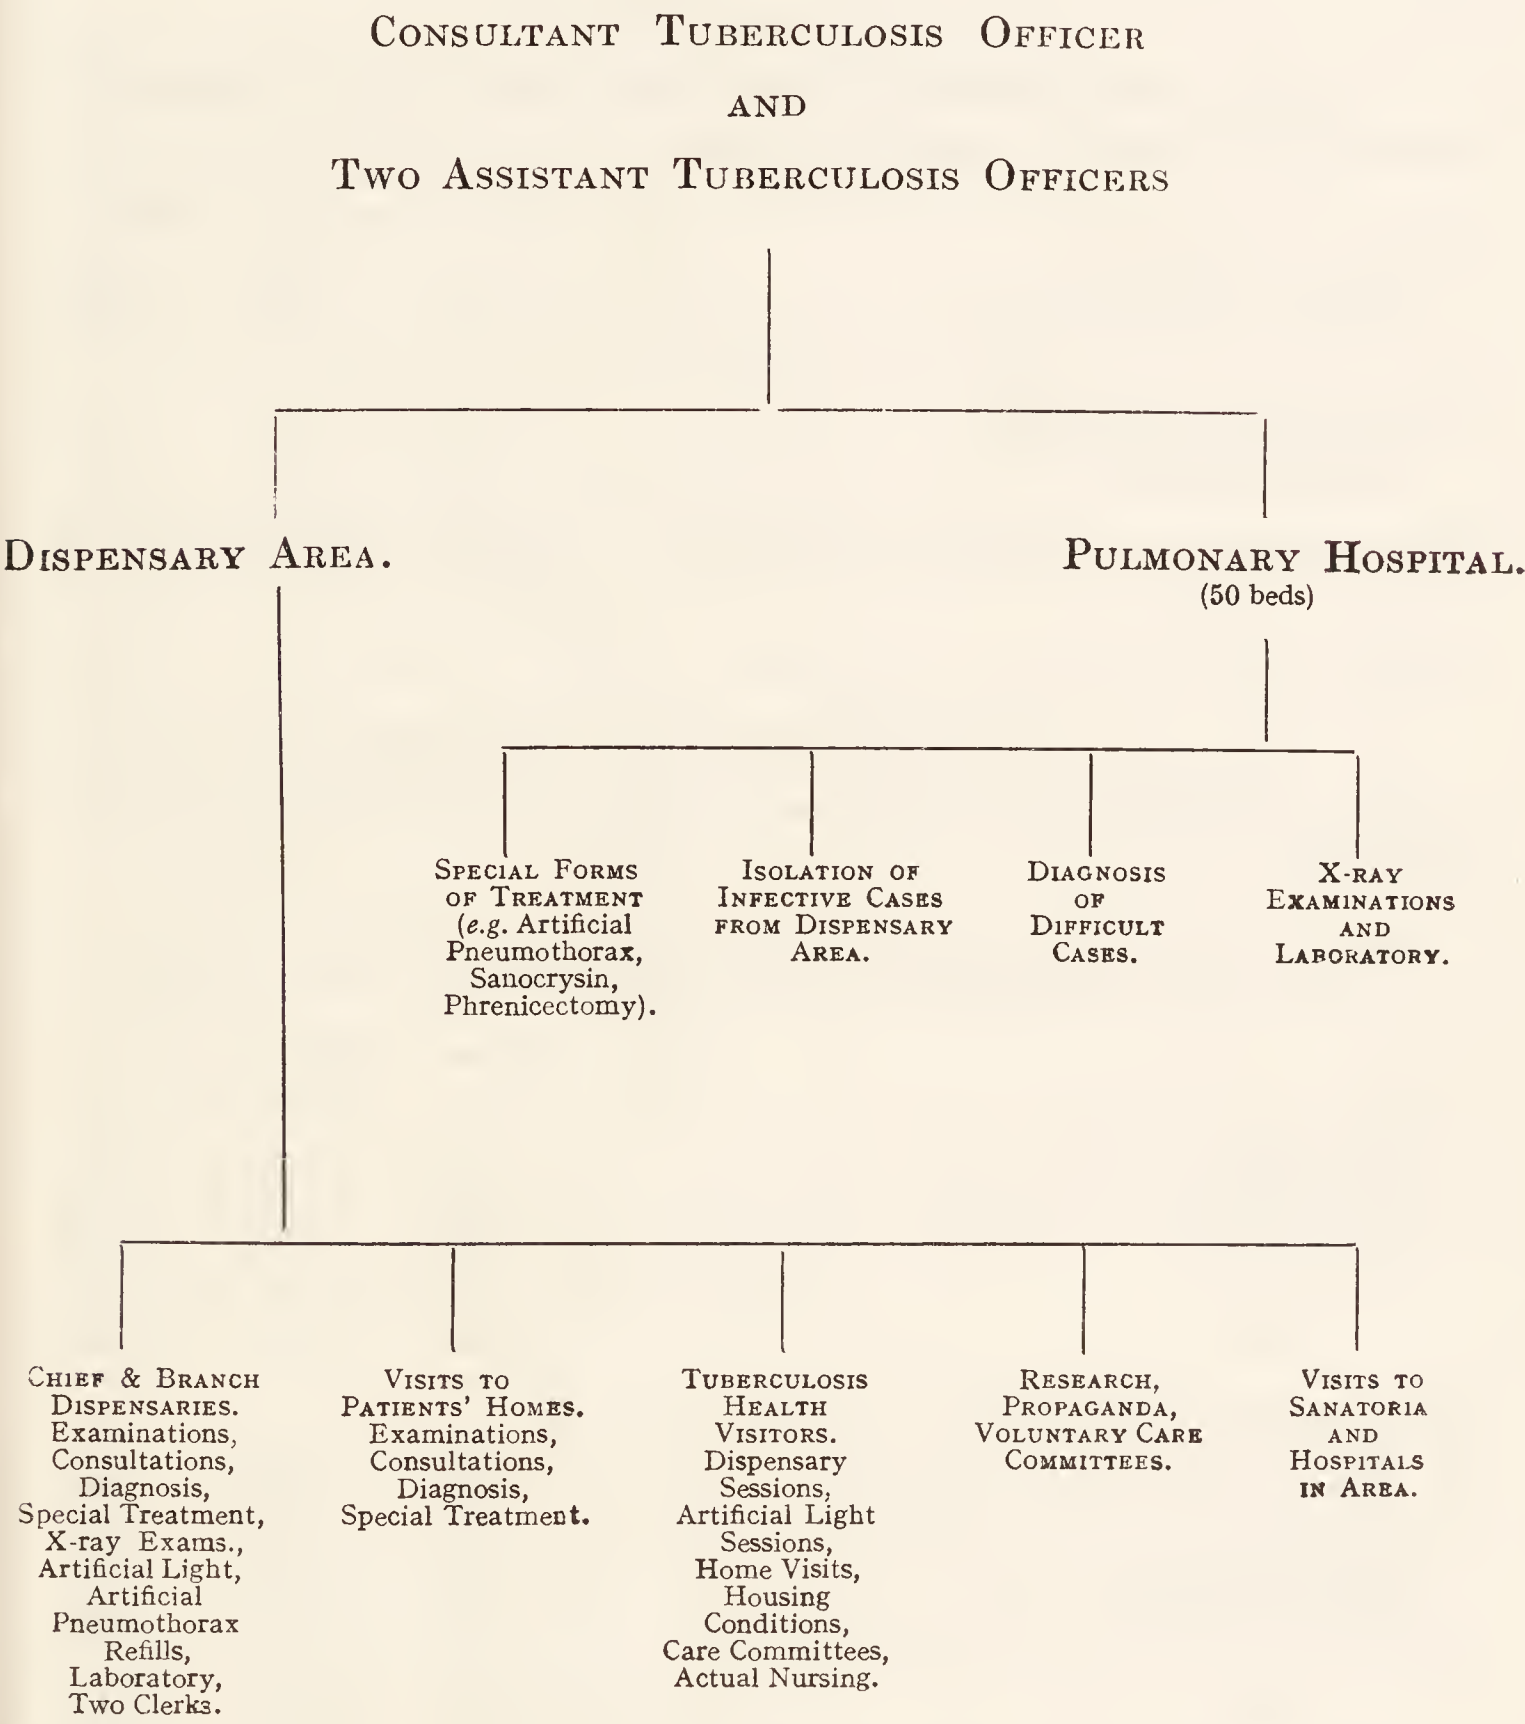 Consultant Tuberculosis Officer
and
Two Assistant Tuberculosis Officers
Dispensary Area.
Pulmonary Hospital.
(50 beds)
Special Forms
of Treatment
(e.g. Artificial
Pneumothorax,
Sanocrysin,
Phrenicectomy).
Isolation of
Infective Cases
from Dispensary
Area.
Diagnosis
of
Difficult
Cases.
X-ray
Examinations
and
Laboratory.
Chief & Branch
Dispensaries.
Examinations,
Consultations,
Diagnosis,
Special Treatment,
X-ray Exams.,
Artificial Light,
Artificial
Pneumothorax
Refills,
Laboratory,
Two Clerks.
Visits to
Patients' Homes.
Examinations,
Consultations,
Diagnosis,
Special Treatment.
Tuberculosis
Health
Visitors.
Dispensary
Sessions,
Artificial Light
Sessions,
Home Visits,
Housing
Conditions,
Care Committees,
Actual Nursing.
Research,
Propaganda,
Voluntary Care
Committees.
Visits to
Sanatoria
and
Hospitals
in Area.